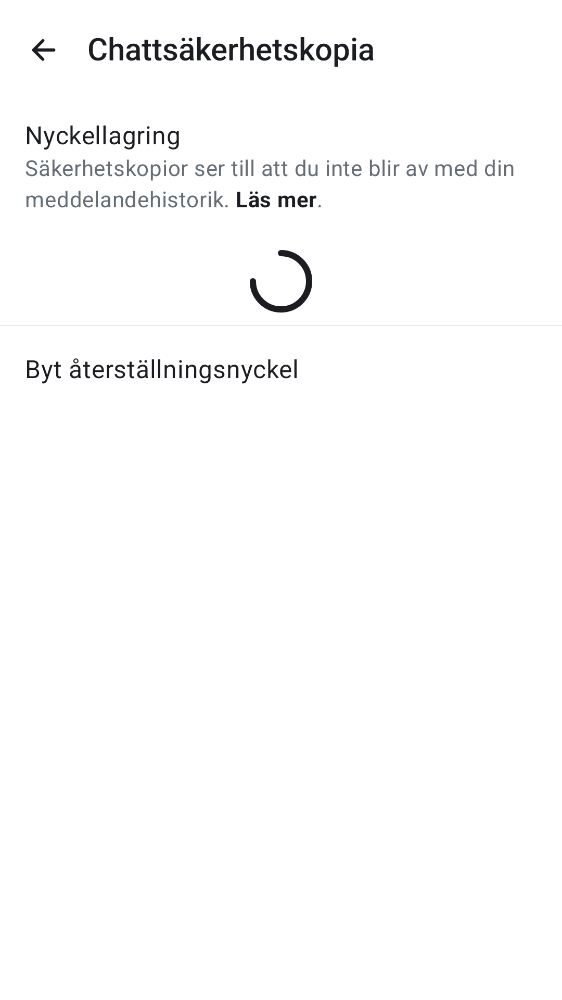 Chattsäkerhetskopia
Nyckellagring
Säkerhetskopior ser till att du inte blir av med din
meddelandehistorik. Läs mer.
Byt återställningsnyckel